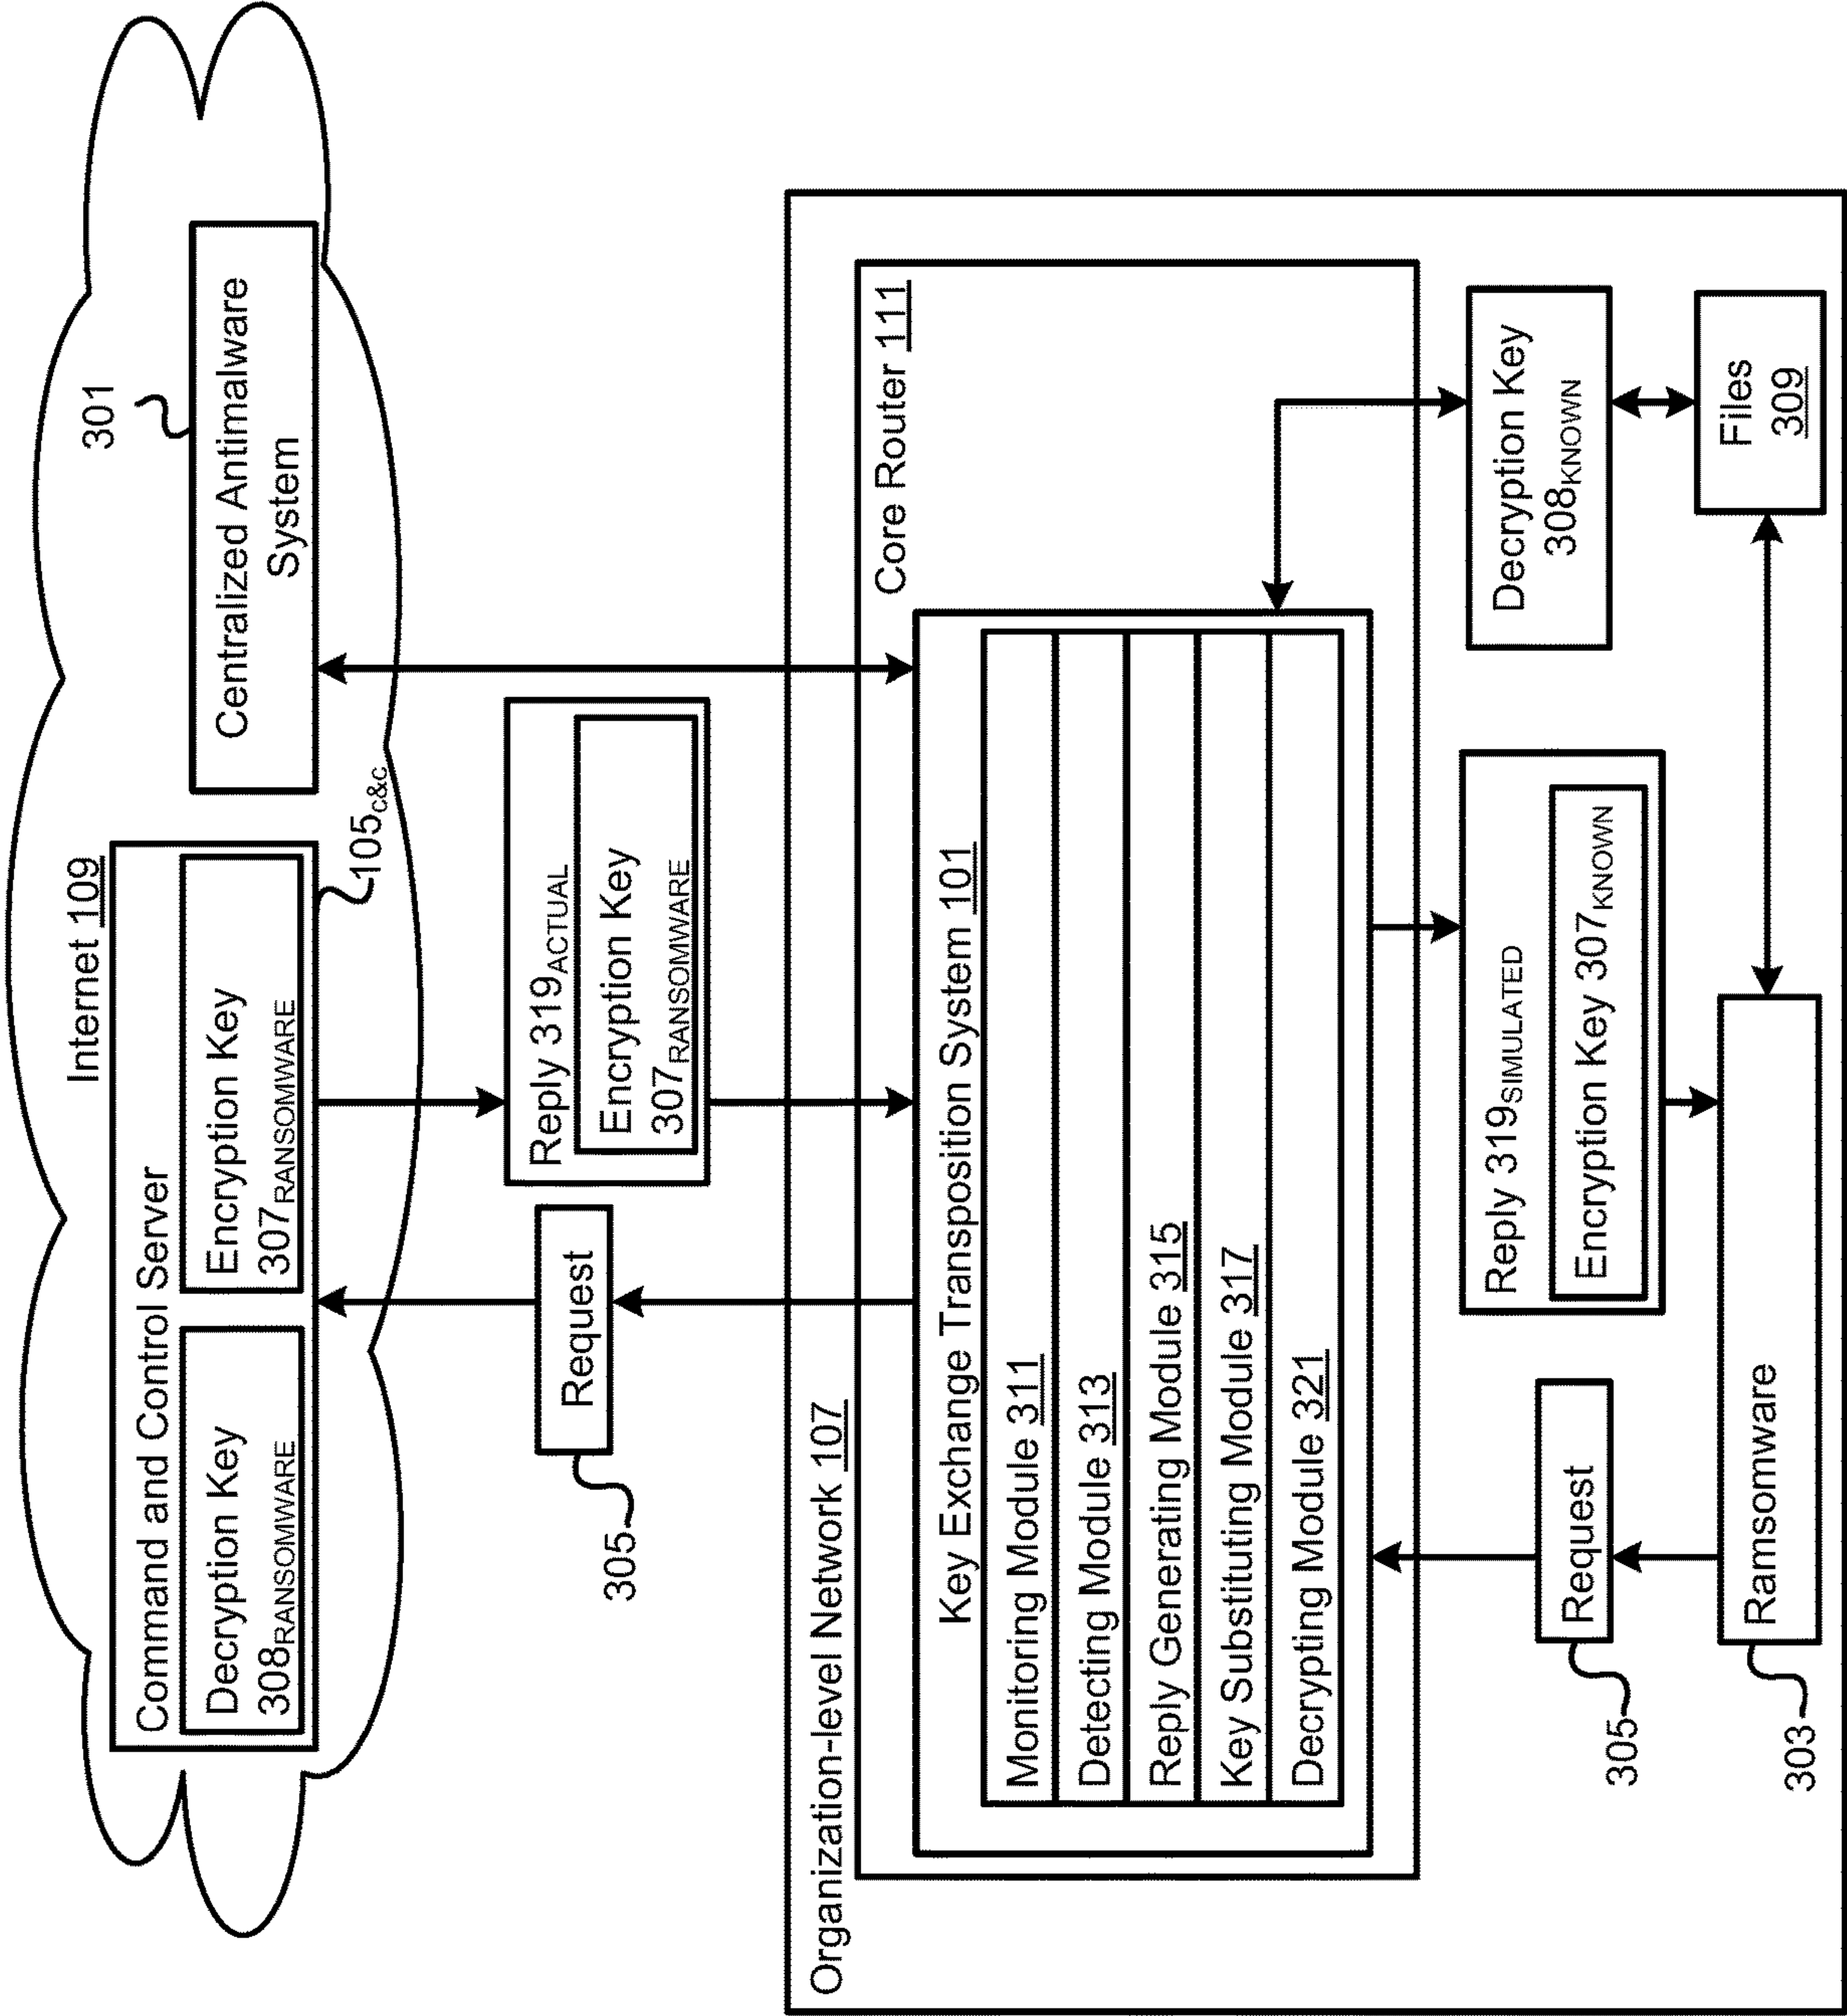 Internet 109
Command and Control Server
Decryption Key
308RANSOMWARE
Encryption Key
307RANSOMWARE
105c&c
301
Centralized Antimalware
System
Request
305
Reply 319ACTUAL
Encryption Key
307RANSOMWARE
Organization-level Network 107
Core Router 111
Key Exchange Transposition System 101
Monitoring Module 311
Detecting Module 313
Reply Generating Module 315
Key Substituting Module 317
Decrypting Module 321
Request
305
Reply 319SIMULATED
Encryption Key 307KNOWN
Decryption Key
308KNOWN
Ramsomware
303
Files
309